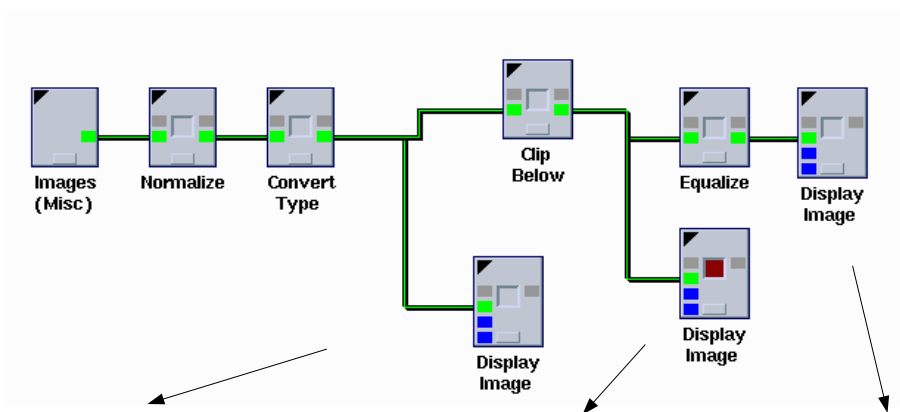 Images
(Misc)
Normalize
Convert
Type
Clip
Below
Equalize
Display
Image
Display
Image
Display
Image